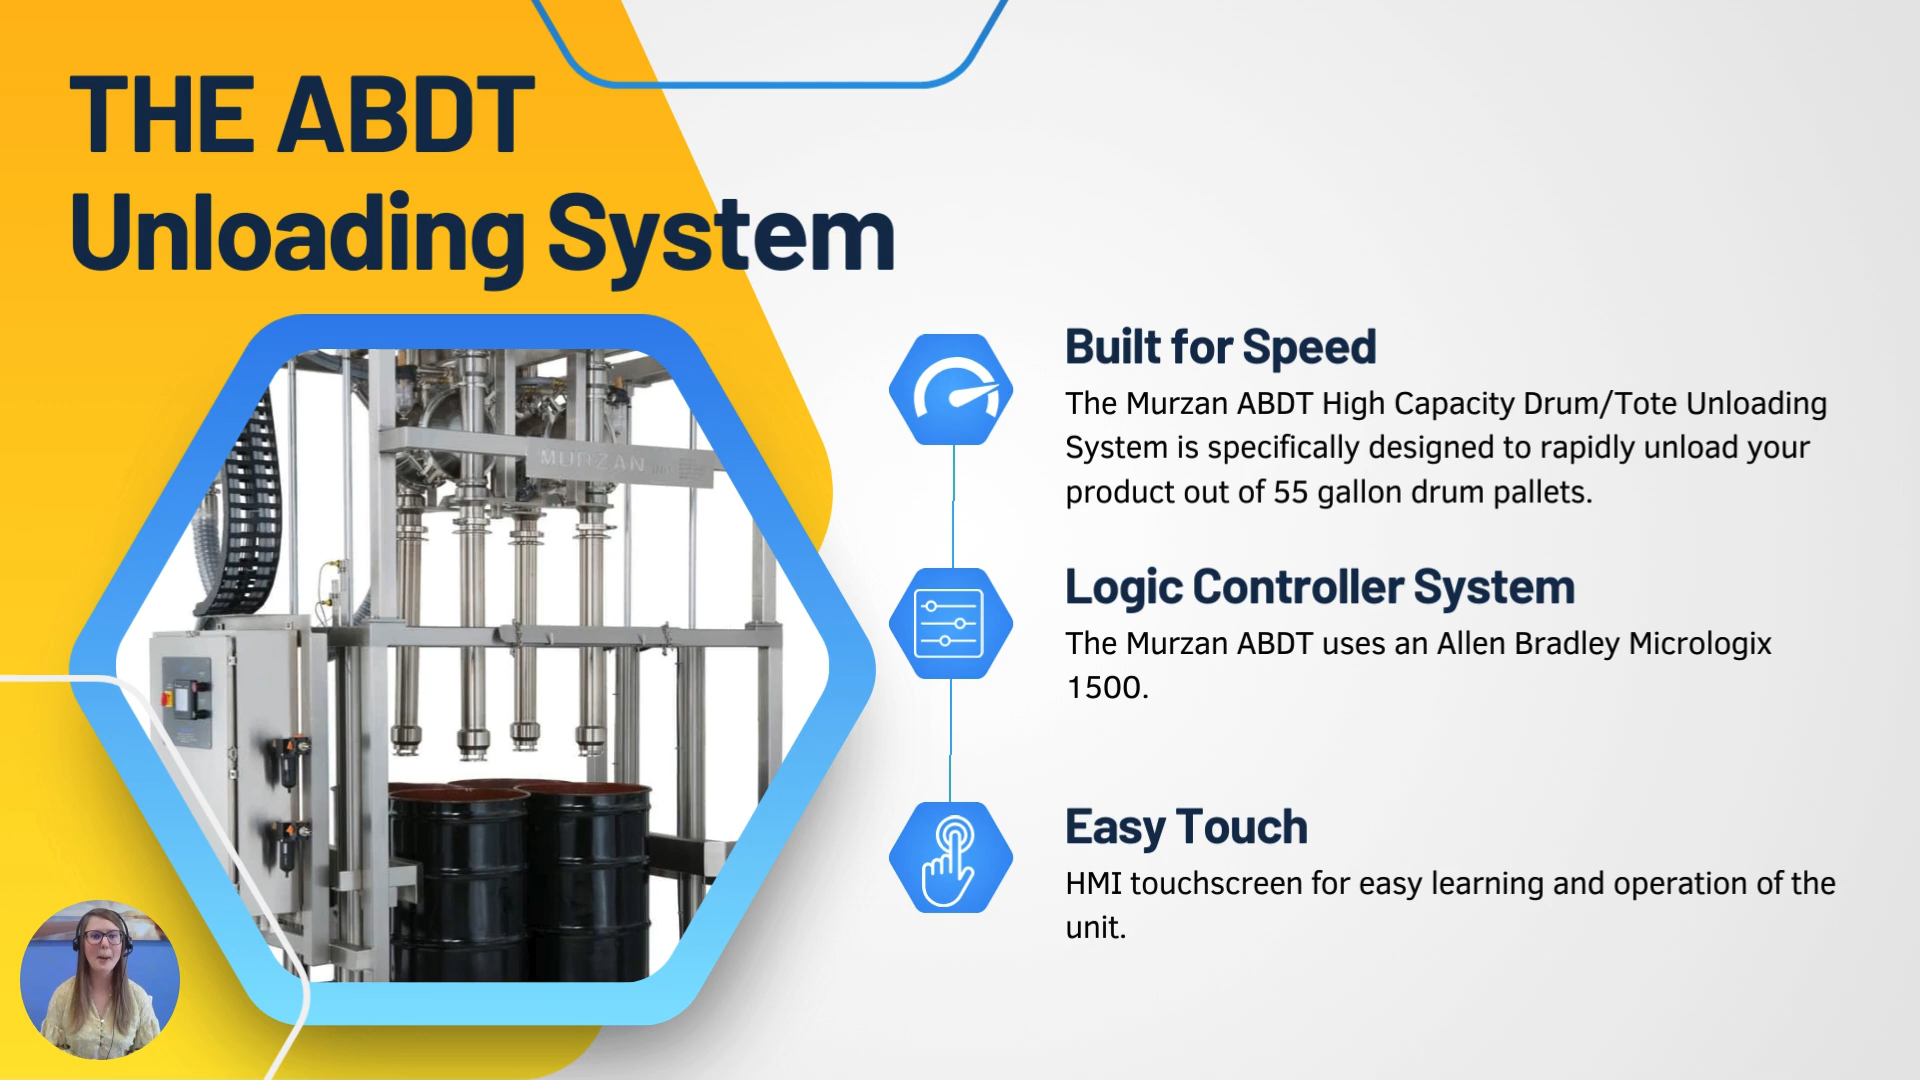 THE ABDT
Unloading System
MURZAN INC
Built for Speed
The Murzan ABDT High Capacity Drum/Tote Unloading
System is specifically designed to rapidly unload your
product out of 55 gallon drum pallets.
Logic Controller System
The Murzan ABDT uses an Allen Bradley Micrologix
1500.
Easy Touch
HMI touchscreen for easy learning and operation of the
unit.